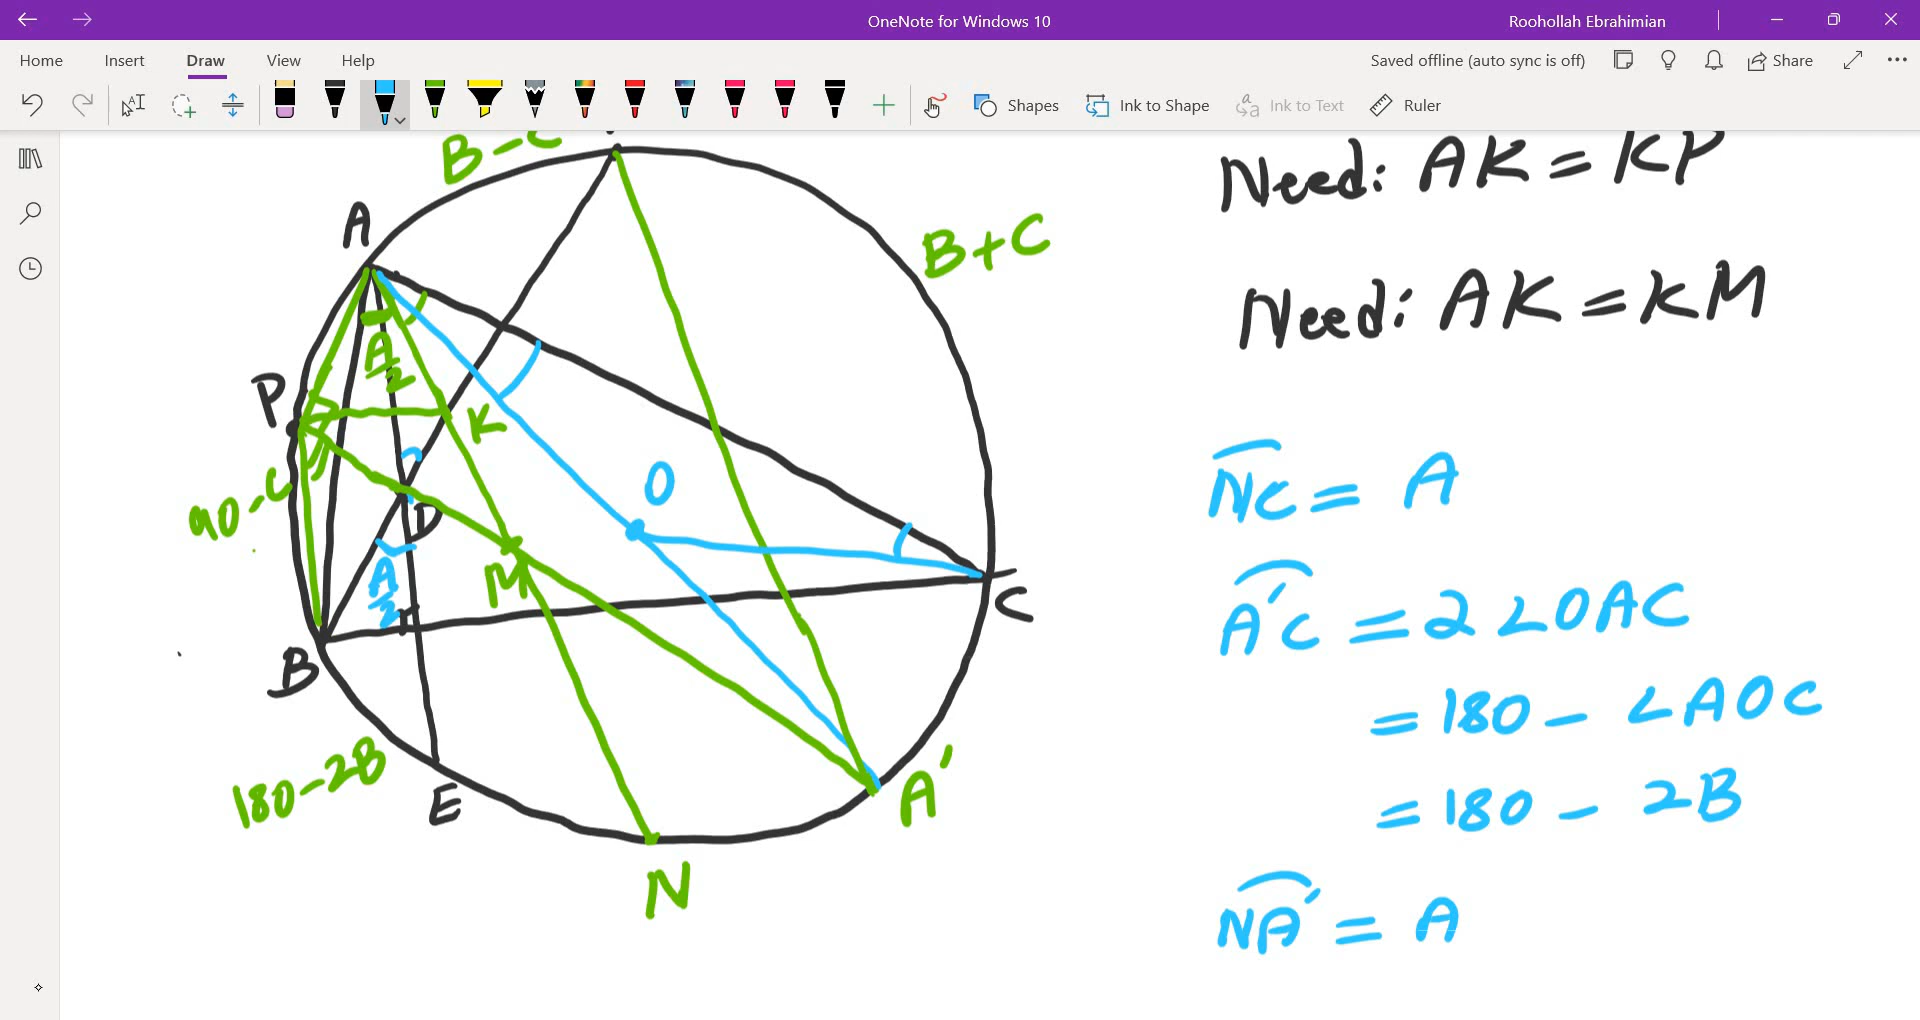 OneNote for Windows 10
Roohollah Ebrahimian
Home Insert Draw View Help
Saved offline (auto sync is off)
Share
Shapes
Ink to Shape
Ink to Text
Ruler
B-C
Need: AK = KP
A
B+C
Need: AK = KM
A/2
P
K
O
NC = A
90-C
D
M
A/2
F
C
A'C = 2∠OAC
B
= 180 - ∠AOC
180-2B
E
A'
= 180 - 2B
N
NA' = A